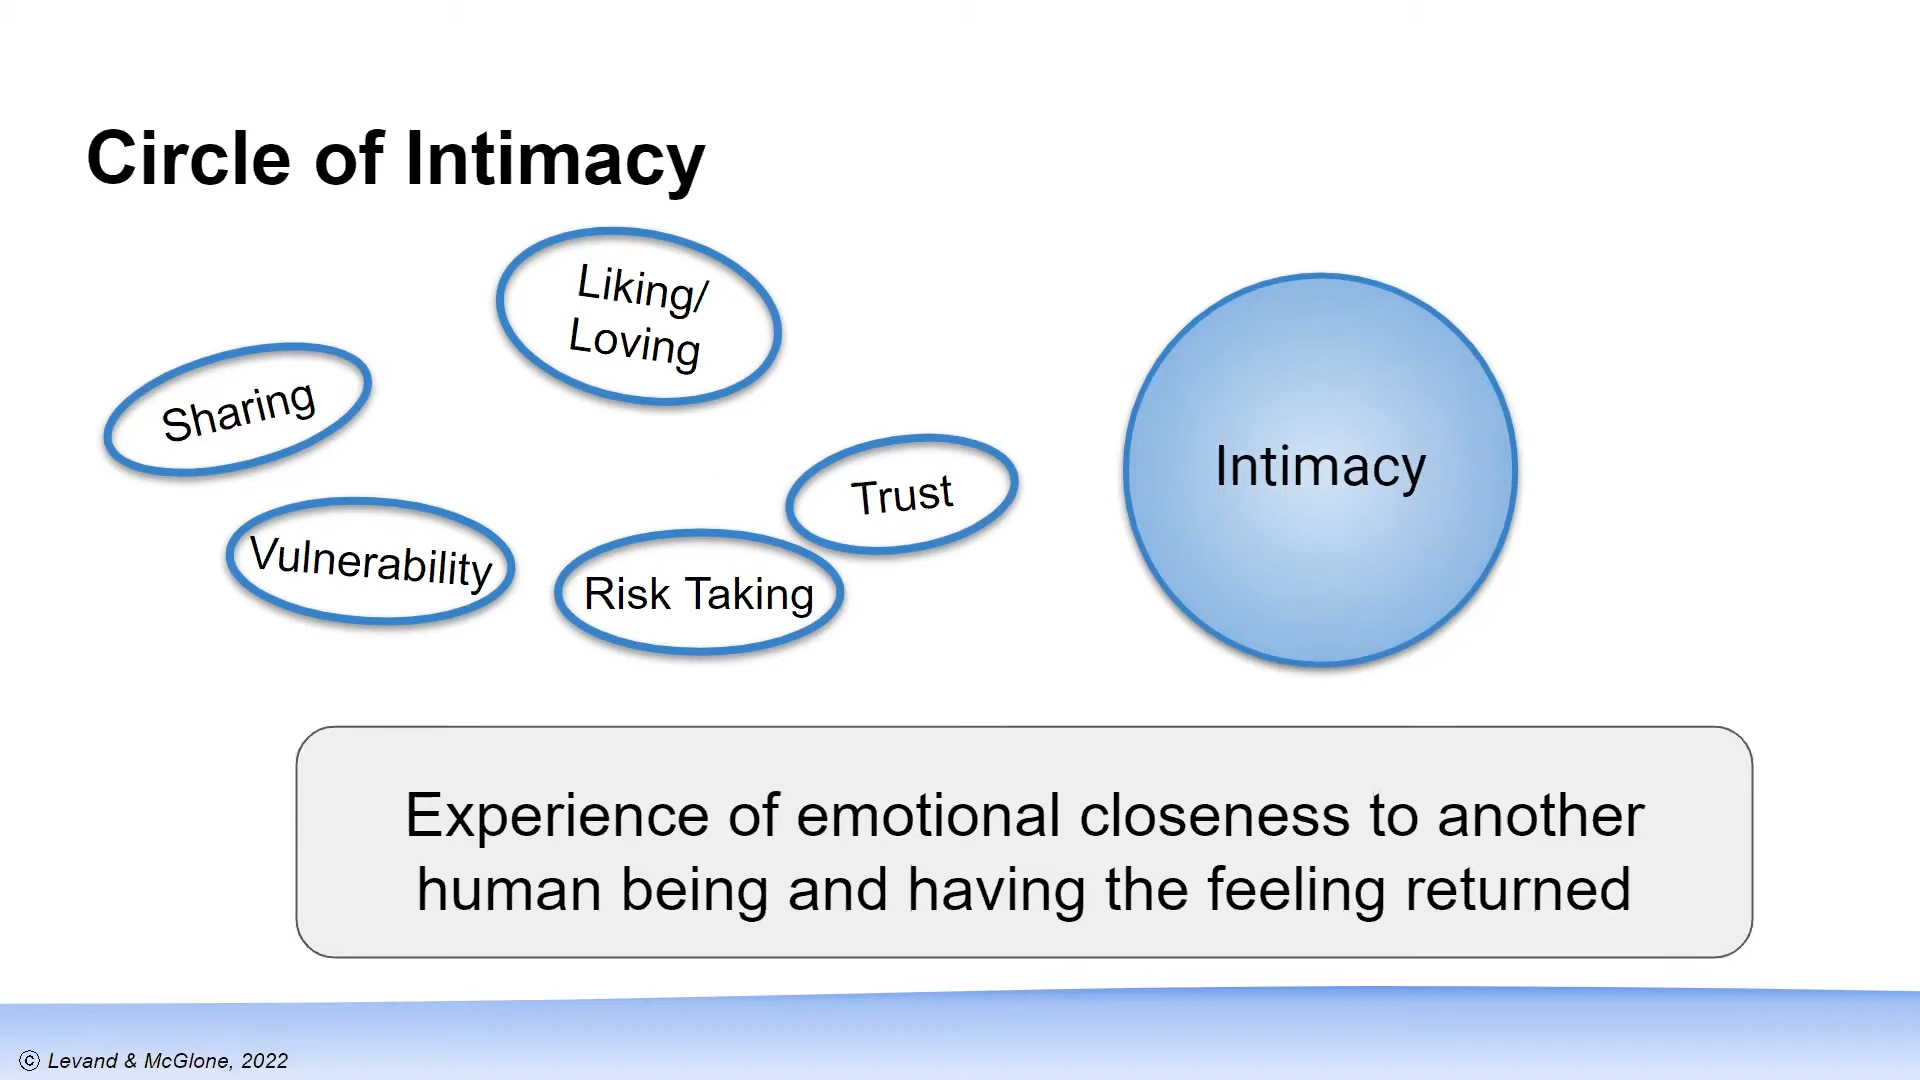 Circle of Intimacy
Liking/
Loving
Sharing
Trust
Vulnerability
Risk Taking
Intimacy
Experience of emotional closeness to another
human being and having the feeling returned
© Levand & McGlone, 2022